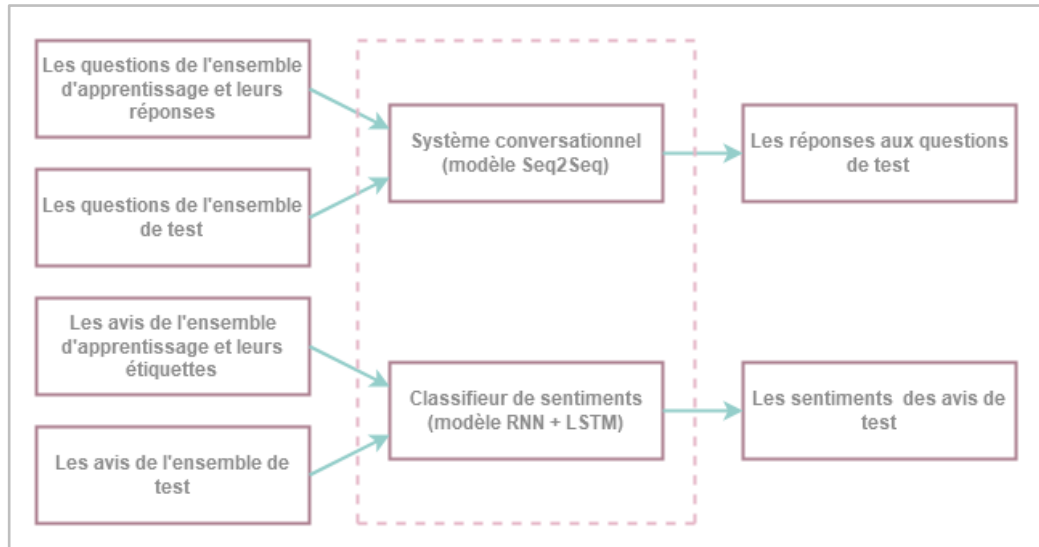 Les questions de l'ensemble
d'apprentissage et leurs
réponses
Les questions de l'ensemble
de test
Les avis de l'ensemble
d'apprentissage et leurs
étiquettes
Les avis de l'ensemble de
test
Système conversationnel
(modèle Seq2Seq)
Classifieur de sentiments
(modèle RNN + LSTM)
Les réponses aux questions
de test
Les sentiments des avis de
test